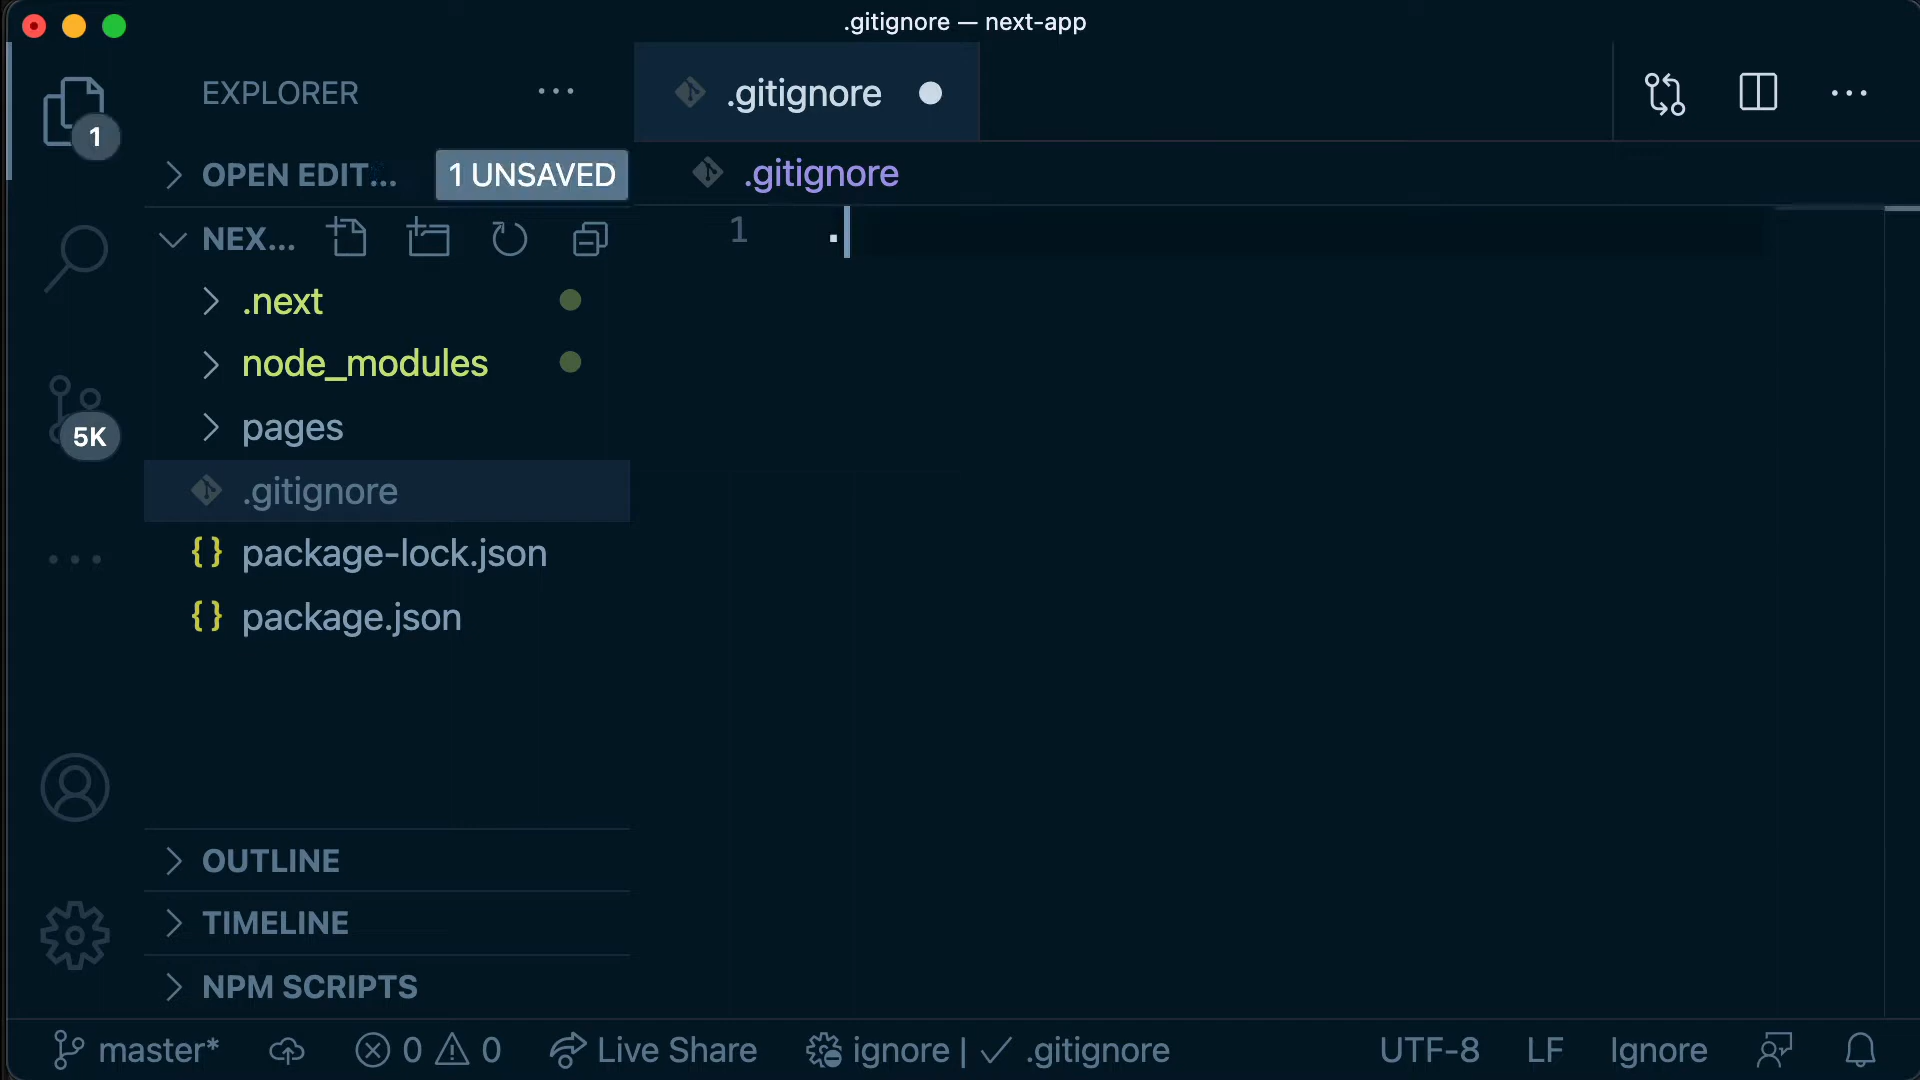 .gitignore — next-app
EXPLORER
.gitignore
1
OPEN EDIT... 1 UNSAVED
.gitignore
NEX...
1 .
.next
node_modules
pages
5K
.gitignore
package-lock.json
package.json
OUTLINE
TIMELINE
NPM SCRIPTS
master* 0 0 Live Share ignore | ✓ .gitignore UTF-8 LF Ignore